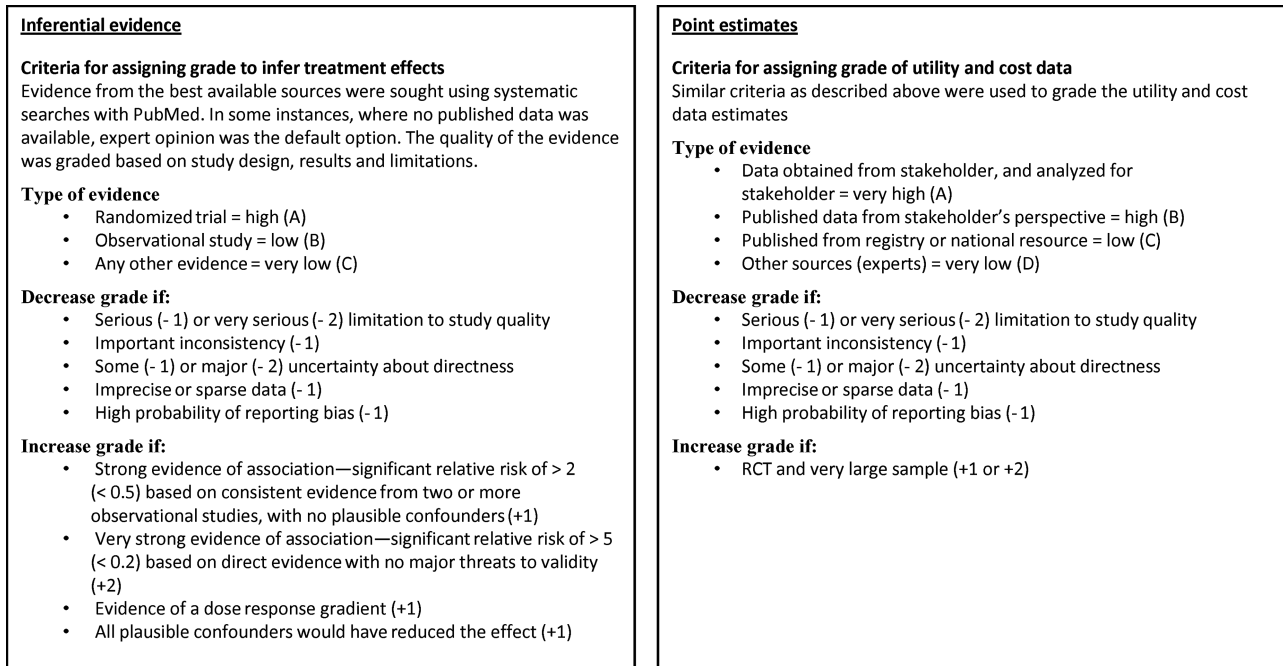 Inferential evidence
Criteria for assigning grade to infer treatment effects
Evidence from the best available sources were sought using systematic
searches with PubMed. In some instances, where no published data was
available, expert opinion was the default option. The quality of the evidence
was graded based on study design, results and limitations.
Type of evidence
• Randomized trial = high (A)
• Observational study = low (B)
• Any other evidence = very low (C)
Decrease grade if:
• Serious (- 1) or very serious (- 2) limitation to study quality
• Important inconsistency (- 1)
• Some (- 1) or major (- 2) uncertainty about directness
• Imprecise or sparse data (- 1)
• High probability of reporting bias (- 1)
Increase grade if:
• Strong evidence of association—significant relative risk of > 2
(< 0.5) based on consistent evidence from two or more
observational studies, with no plausible confounders (+1)
• Very strong evidence of association—significant relative risk of > 5
(< 0.2) based on direct evidence with no major threats to validity
(+2)
• Evidence of a dose response gradient (+1)
• All plausible confounders would have reduced the effect (+1)
Point estimates
Criteria for assigning grade of utility and cost data
Similar criteria as described above were used to grade the utility and cost
data estimates
Type of evidence
• Data obtained from stakeholder, and analyzed for
stakeholder = very high (A)
• Published data from stakeholder's perspective = high (B)
• Published from registry or national resource = low (C)
• Other sources (experts) = very low (D)
Decrease grade if:
• Serious (- 1) or very serious (- 2) limitation to study quality
• Important inconsistency (- 1)
• Some (- 1) or major (- 2) uncertainty about directness
• Imprecise or sparse data (- 1)
• High probability of reporting bias (- 1)
Increase grade if:
• RCT and very large sample (+1 or +2)